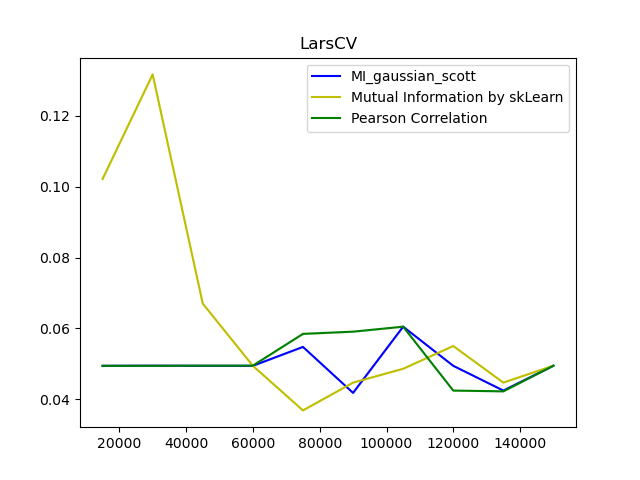 LarsCV
MI_gaussian_scott
Mutual Information by skLearn
Pearson Correlation
0.12
0.10
0.08
0.06
0.04
20000 40000 60000 80000 100000 120000 140000